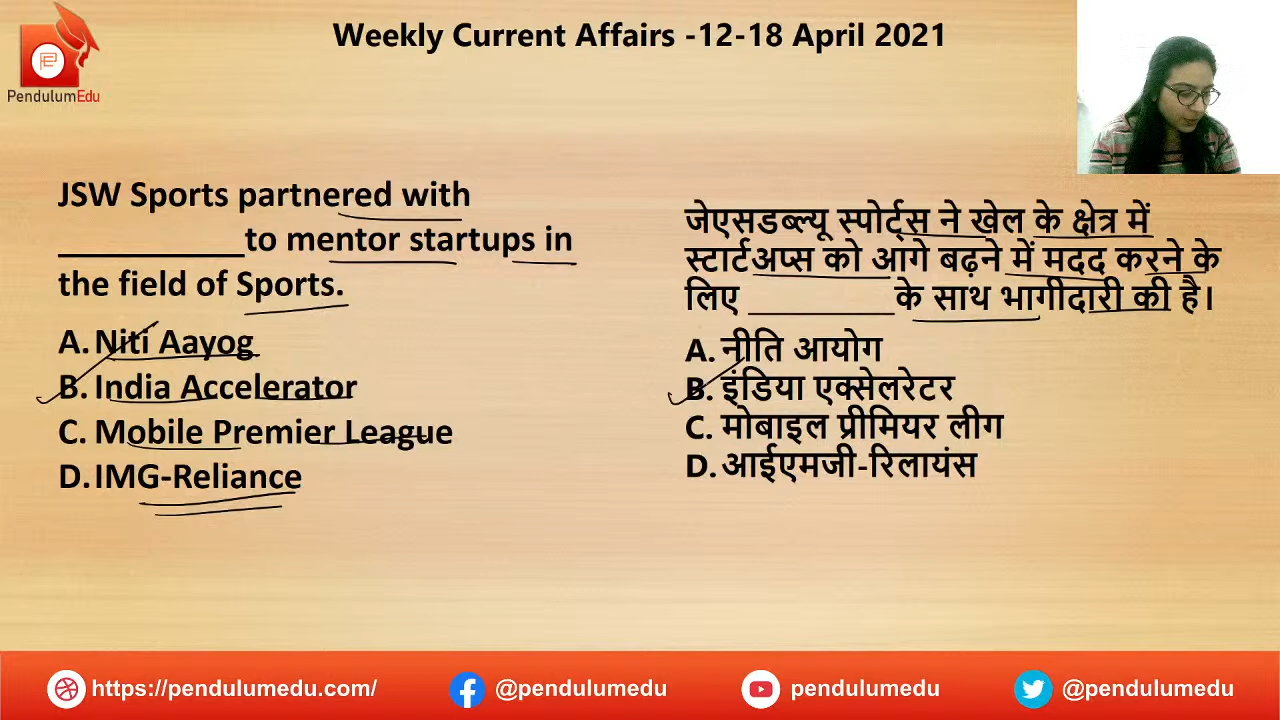 Weekly Current Affairs -12-18 April 2021
PendulumEdu
JSW Sports partnered with
__________to mentor startups in
the field of Sports.
A. Niti Aayog
B. India Accelerator
C. Mobile Premier League
D. IMG-Reliance
जेएसडब्ल्यू स्पोर्ट्स ने खेल के क्षेत्र में
स्टार्टअप्स को आगे बढ़ने में मदद करने के
लिए _________के साथ भागीदारी की है।
A. नीति आयोग
B. इंडिया एक्सेलरेटर
C. मोबाइल प्रीमियर लीग
D. आईएमजी-रिलायंस
https://pendulumedu.com/
@pendulumedu
pendulumedu
@pendulumedu